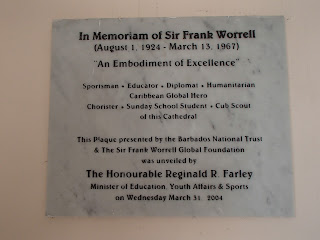 In Memoriam of Sir Frank Worrell
(August 1, 1924 - March 13, 1967)
"An Embodiment of Excellence"
Sportsman • Educator • Diplomat • Humanitarian
Caribbean Global Hero
Chorister • Sunday School Student • Cub Scout
of this Cathedral
This Plaque presented by the Barbados National Trust
& The Sir Frank Worrell Global Foundation
was unveiled by
The Honourable Reginald R. Farley
Minister of Education, Youth Affairs & Sports
on Wednesday March 31, 2004